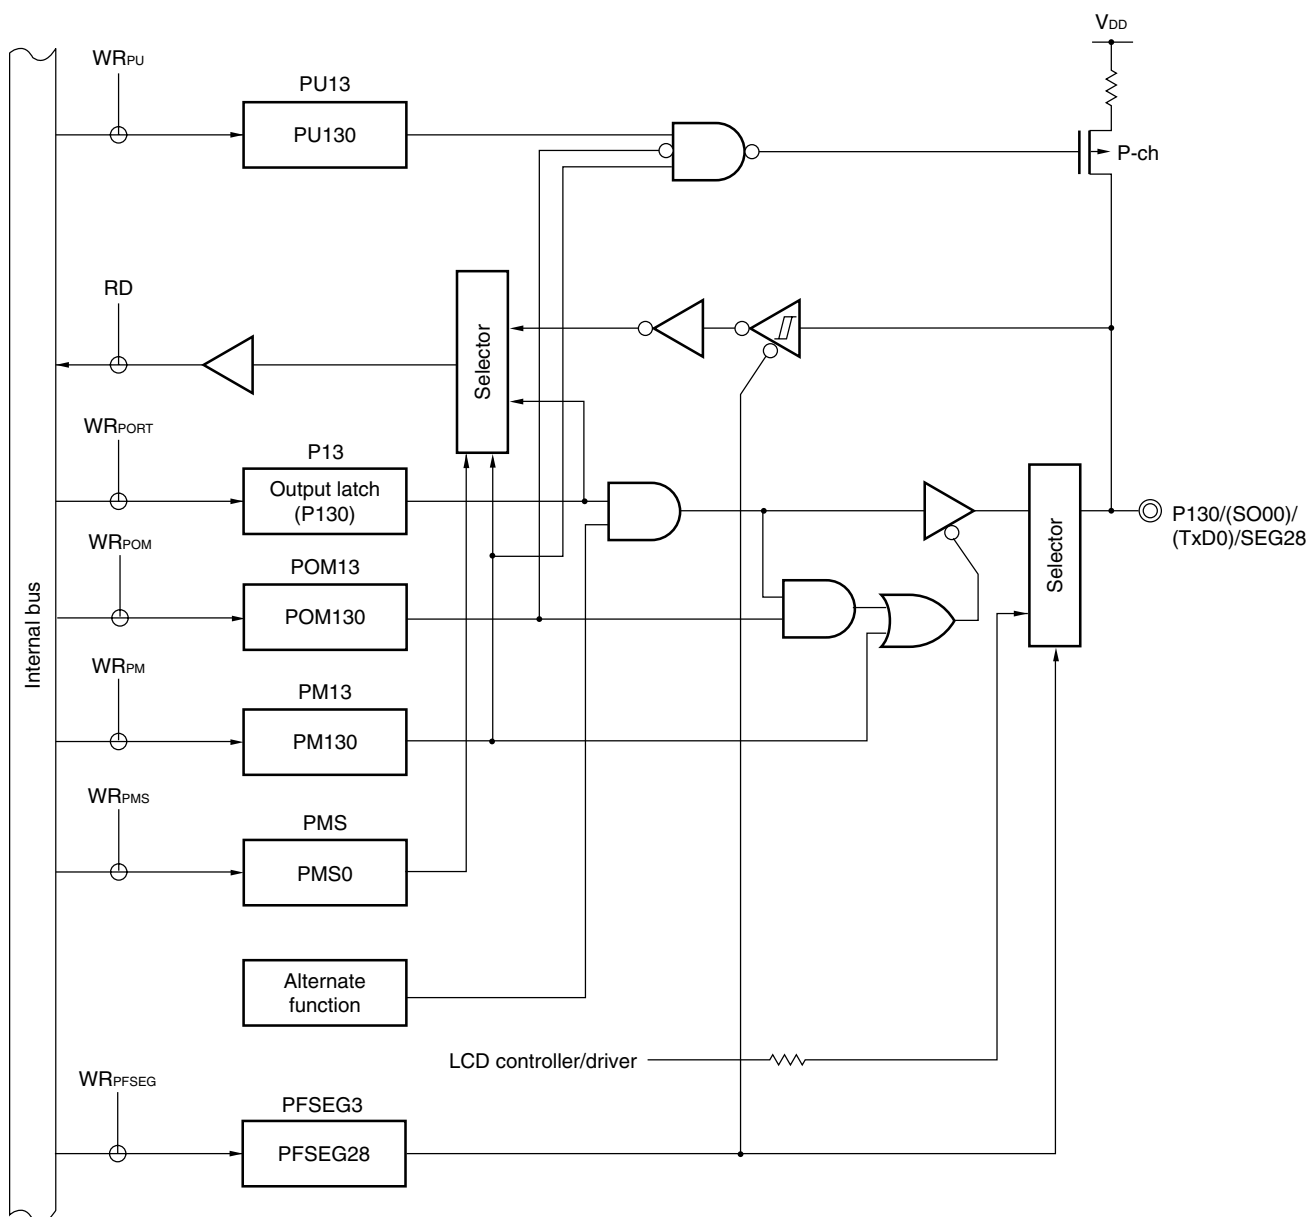 VDD
WRPU
PU13
PU130
P-ch
RD
Selector
WRPORT
P13
Output latch
(P130)
P130/(SO00)/
(TxD0)/SEG28
Selector
WRPOM
POM13
POM130
Internal bus
WRPM
PM13
PM130
WRPMS
PMS
PMS0
Alternate
function
LCD controller/driver
WRPFSEG
PFSEG3
PFSEG28